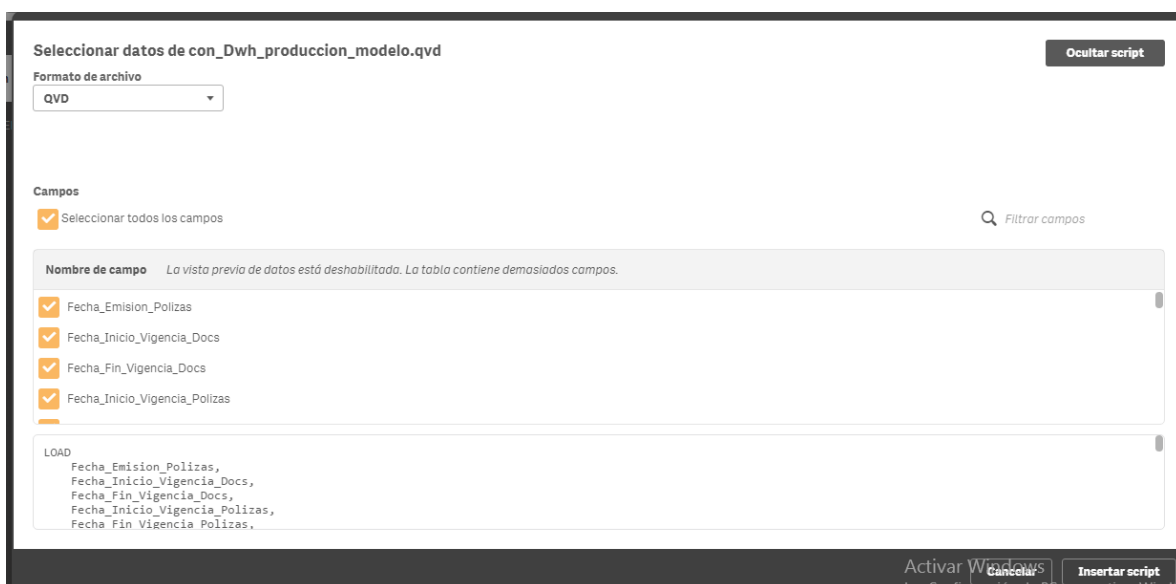 Seleccionar datos de con_Dwh_produccion_modelo.qvd
Ocultar script
Formato de archivo
QVD
Campos
Seleccionar todos los campos
Filtrar campos
Nombre de campo La vista previa de datos está deshabilitada. La tabla contiene demasiados campos.
Fecha_Emision_Polizas
Fecha_Inicio_Vigencia_Docs
Fecha_Fin_Vigencia_Docs
Fecha_Inicio_Vigencia_Polizas
LOAD
Fecha_Emision_Polizas,
Fecha_Inicio_Vigencia_Docs,
Fecha_Fin_Vigencia_Docs,
Fecha_Inicio_Vigencia_Polizas,
Fecha_Fin_Vigencia_Polizas,
Activar Windows
Cancelar
Insertar script